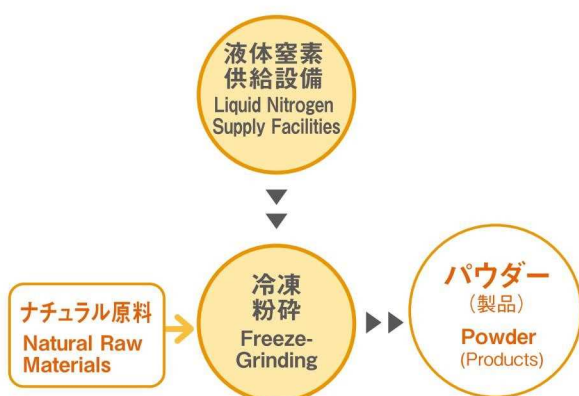 液体窒素
供給設備
Liquid Nitrogen
Supply Facilities
ナチュラル原料
Natural Raw
Materials
冷凍
粉砕
Freeze-
Grinding
パウダー
(製品)
Powder
(Products)